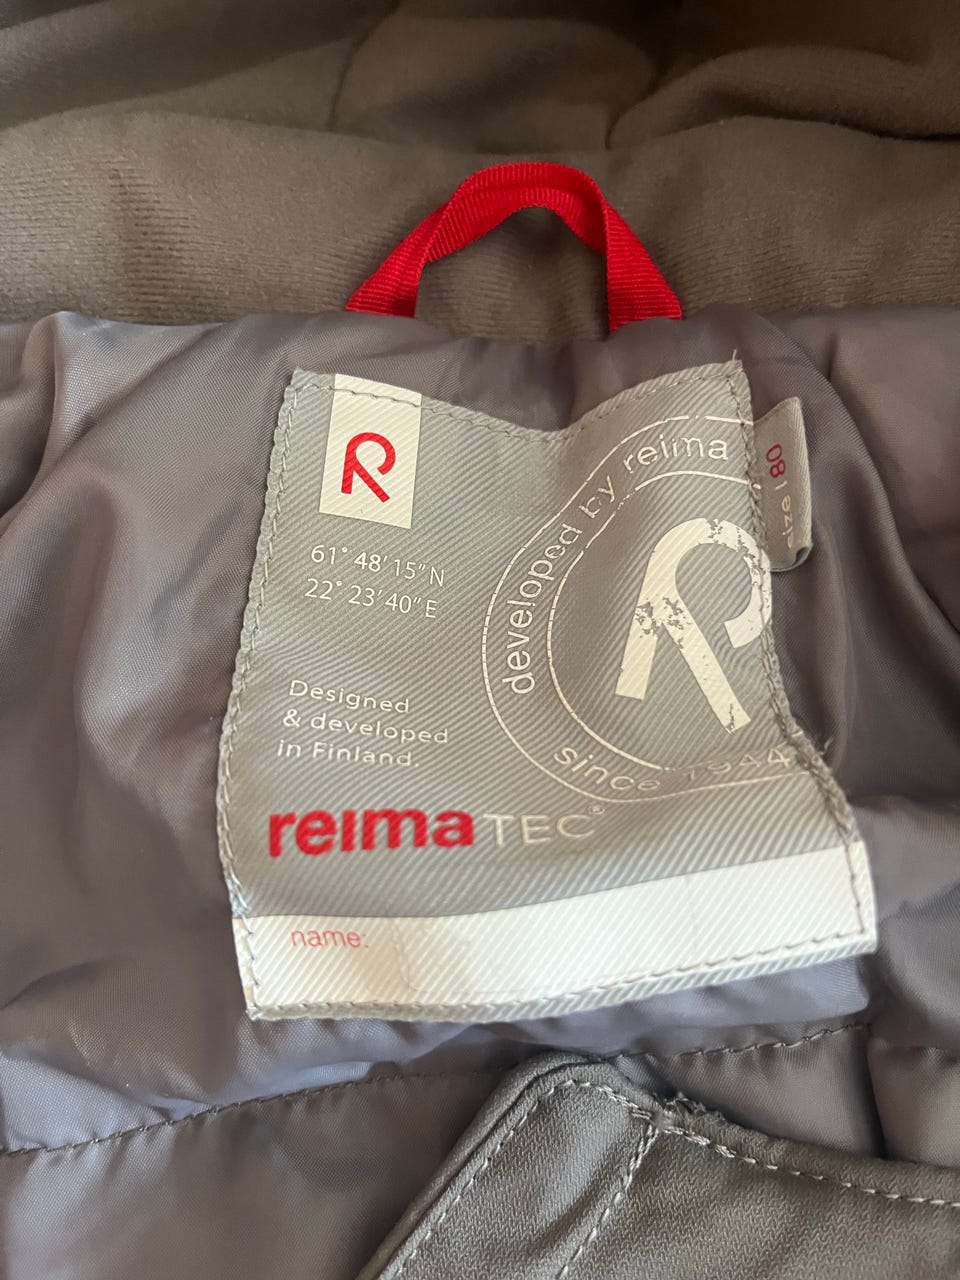 R
61° 48' 15" N
22° 23' 40" E
developed by reima
since 1944
size | 80
Designed
& developed
in Finland.
reima TEC®
name: